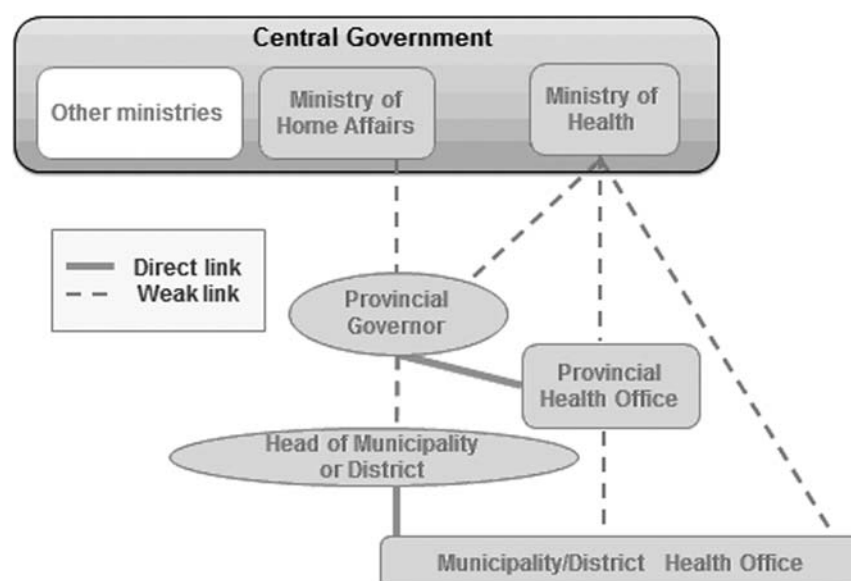 Central Government
Other ministries
Ministry of
Home Affairs
Ministry of
Health
Direct link
Weak link
Provincial
Governor
Provincial
Health Office
Head of Municipality
or District
Municipality/District Health Office